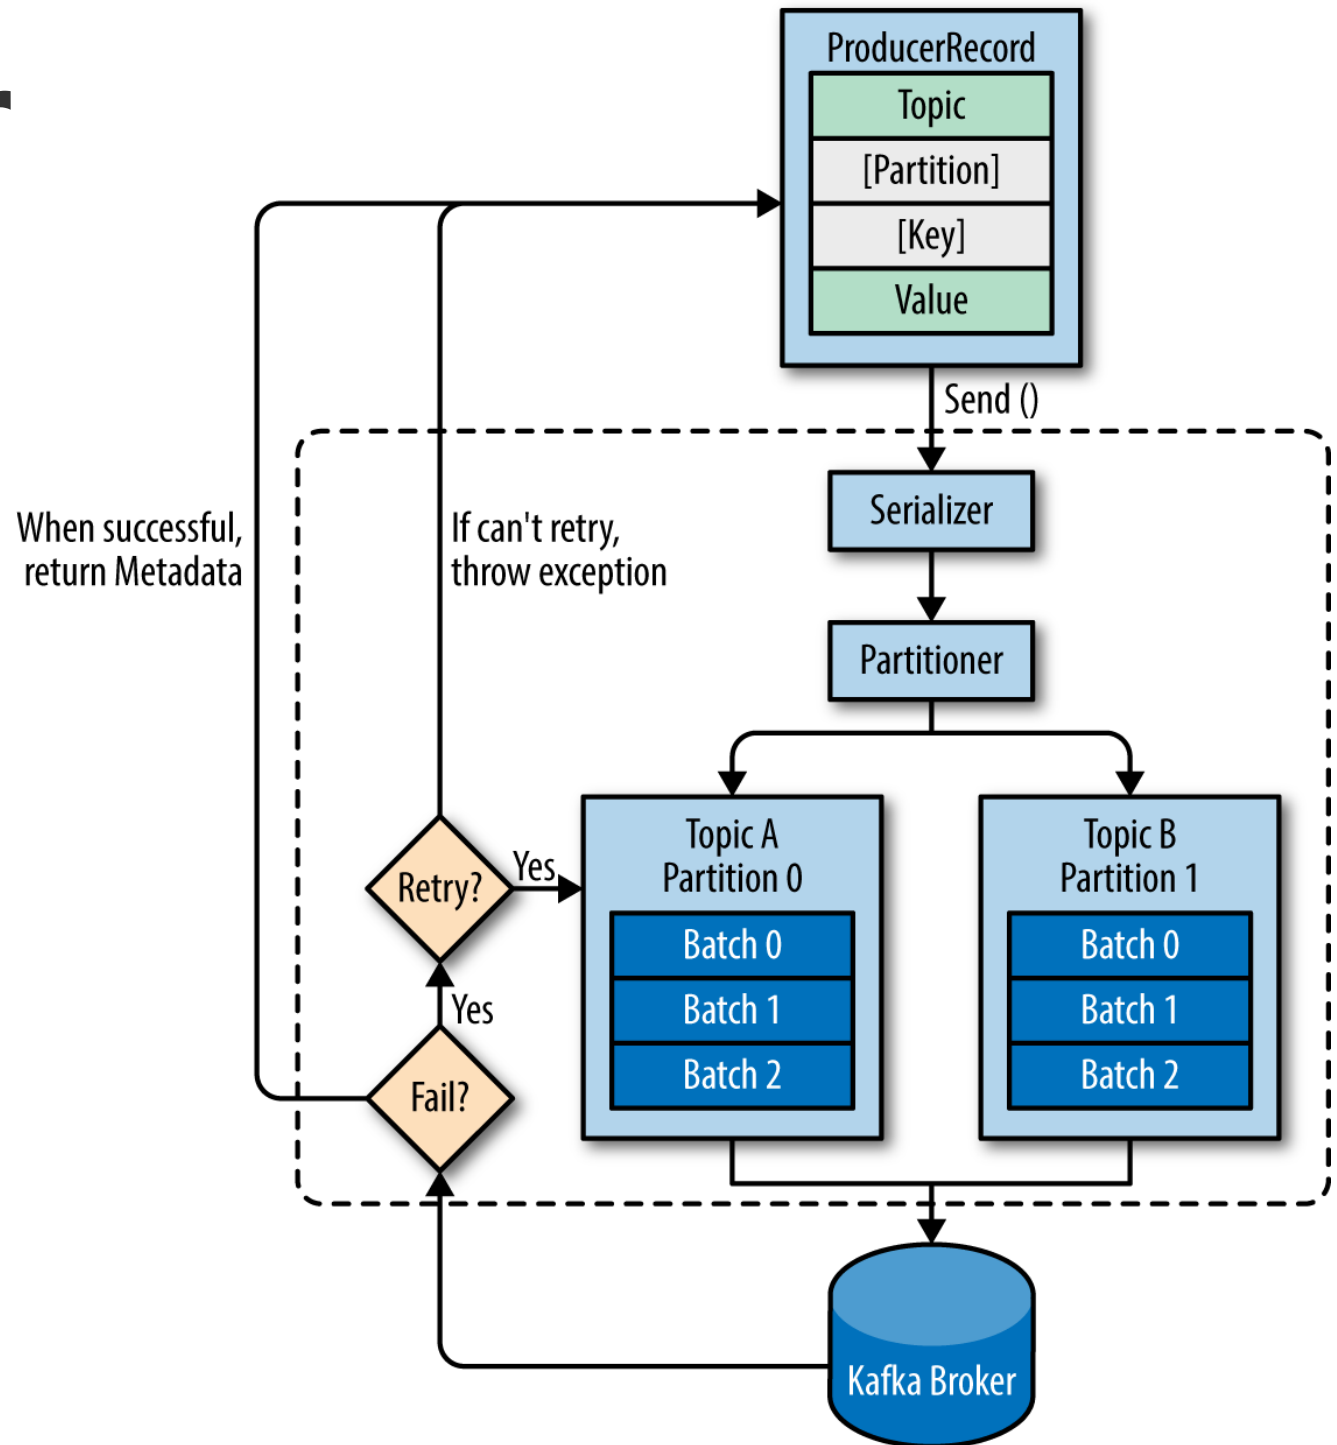 ProducerRecord
Topic
[Partition]
[Key]
Value
Send ()
Serializer
When successful,
return Metadata
If can't retry,
throw exception
Partitioner
Topic A
Partition 0
Batch 0
Batch 1
Batch 2
Topic B
Partition 1
Batch 0
Batch 1
Batch 2
Retry?
Yes
Yes
Fail?
Kafka Broker